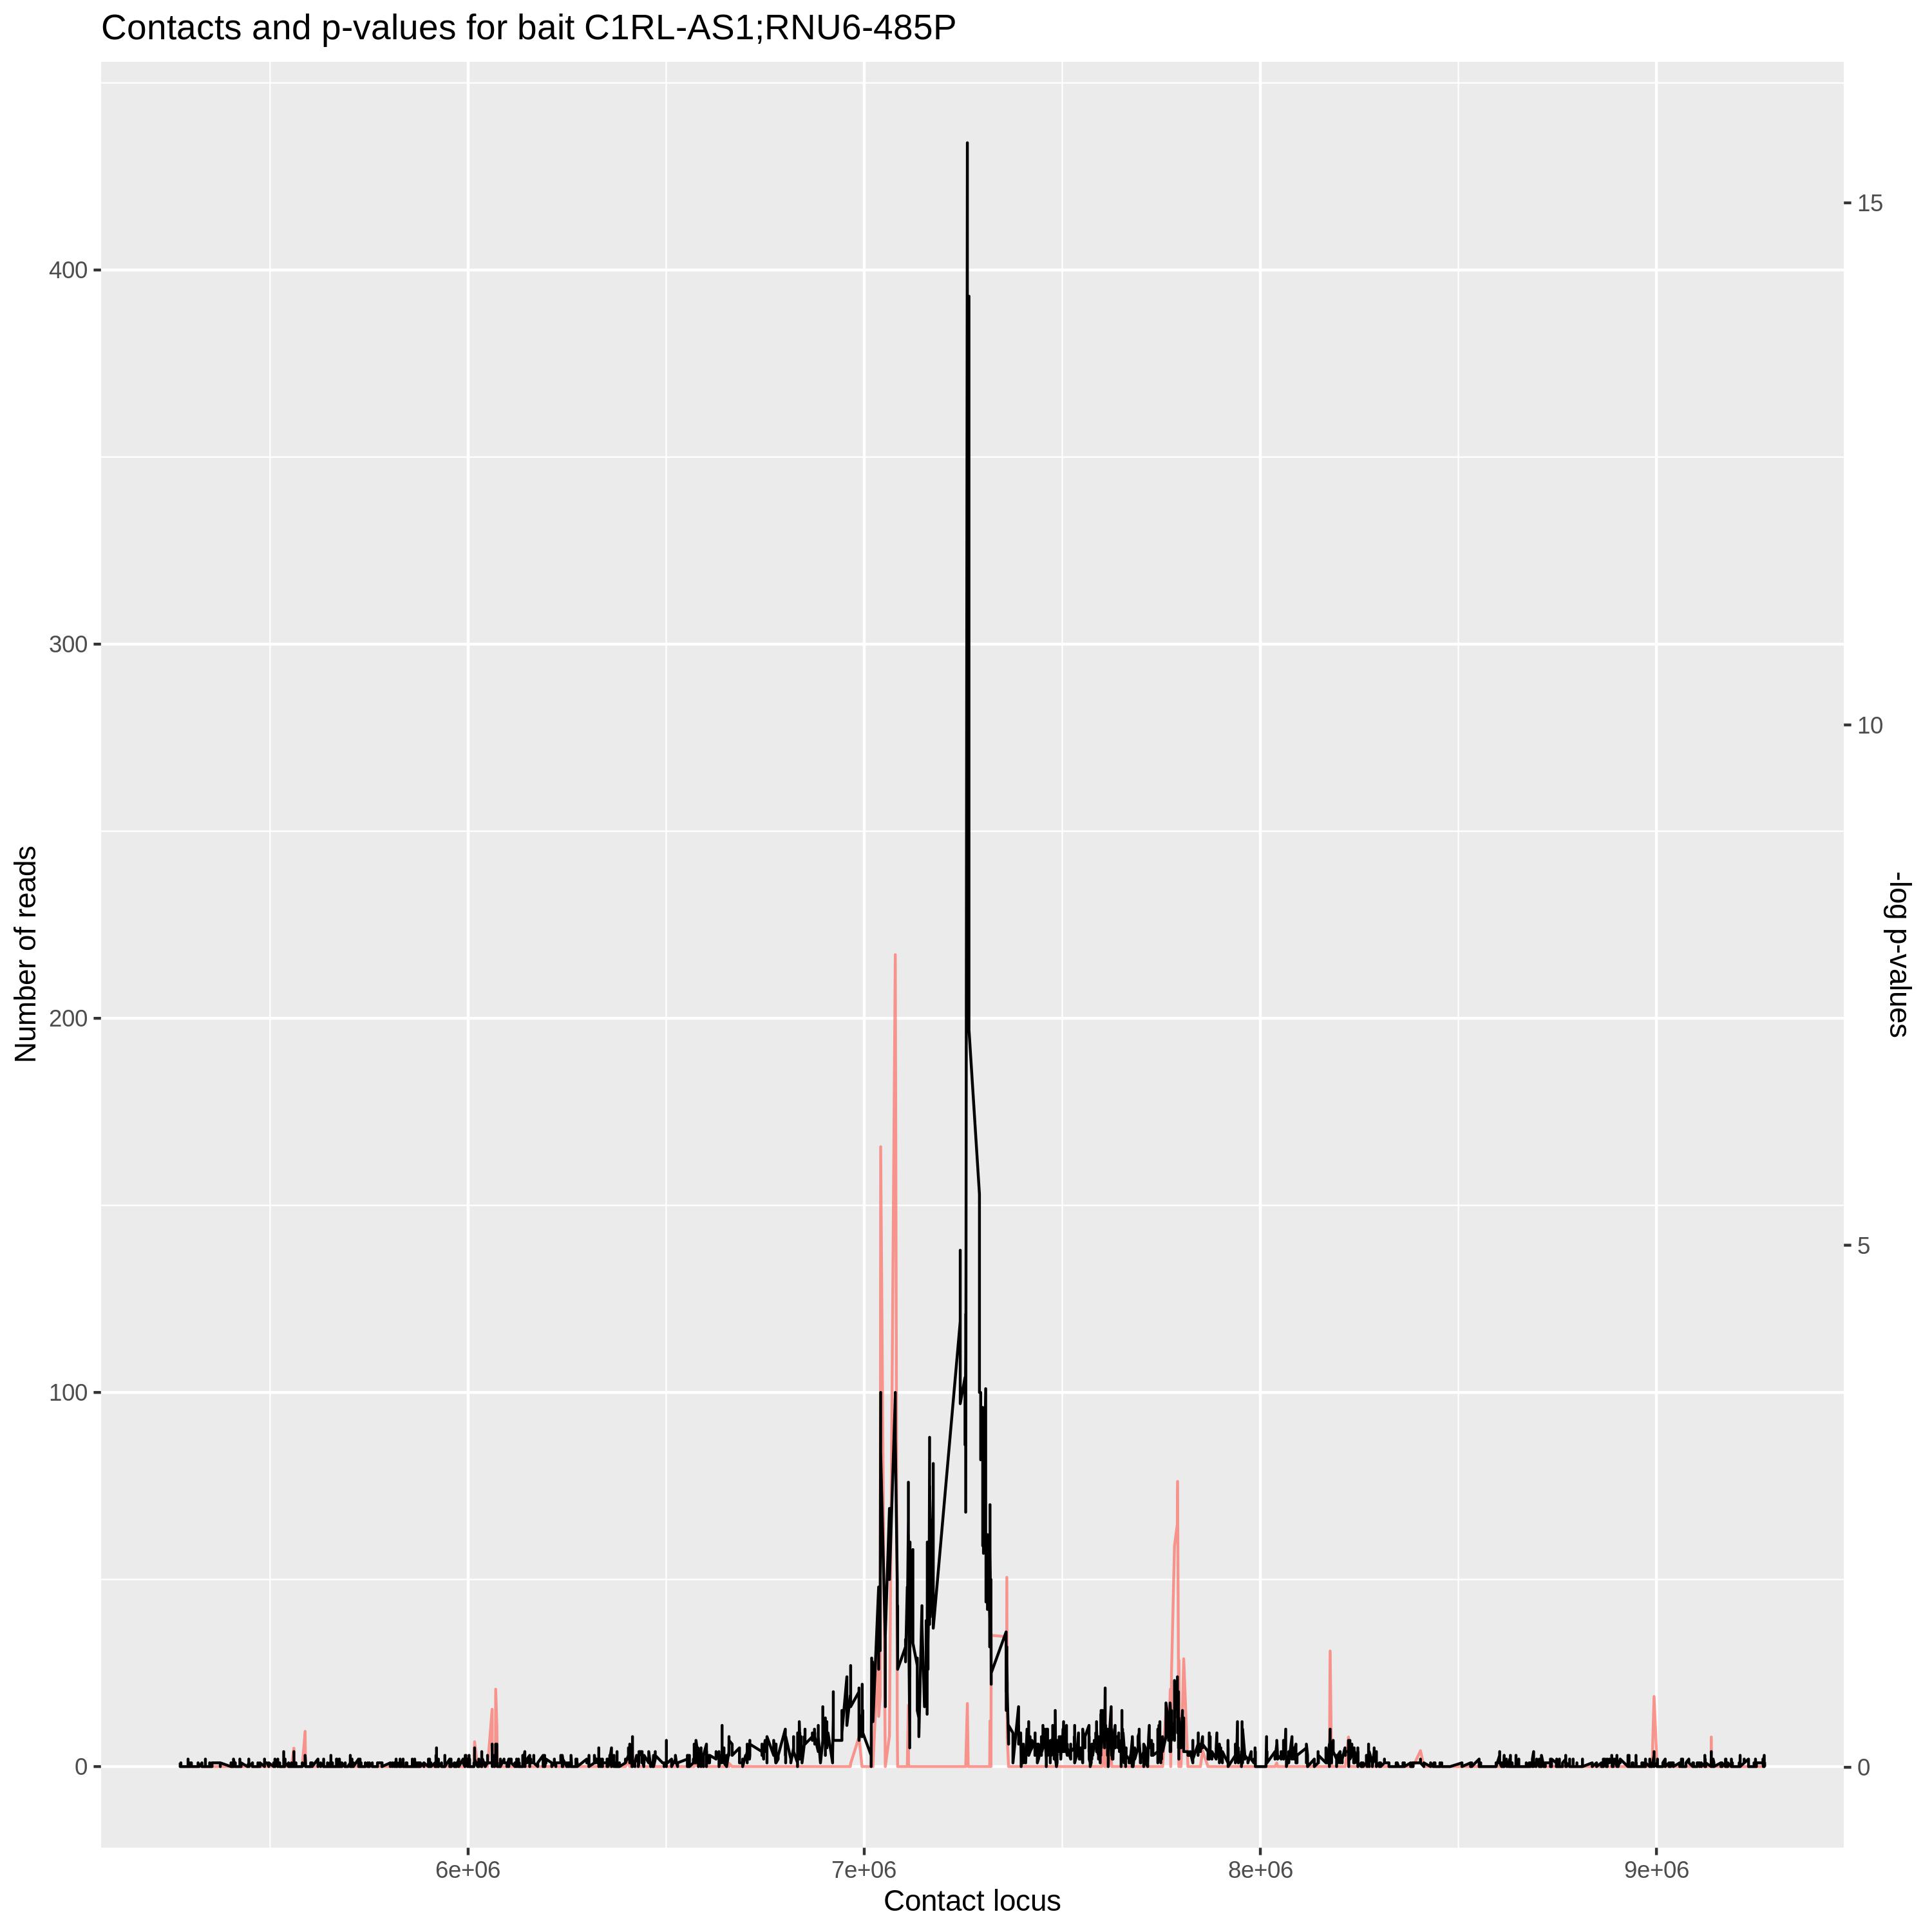 Contacts and p-values for bait C1RL-AS1;RNU6-485P
400
300
200
100
0
Number of reads
15
10
5
0
-log p-values
6e+06
7e+06
8e+06
9e+06
Contact locus